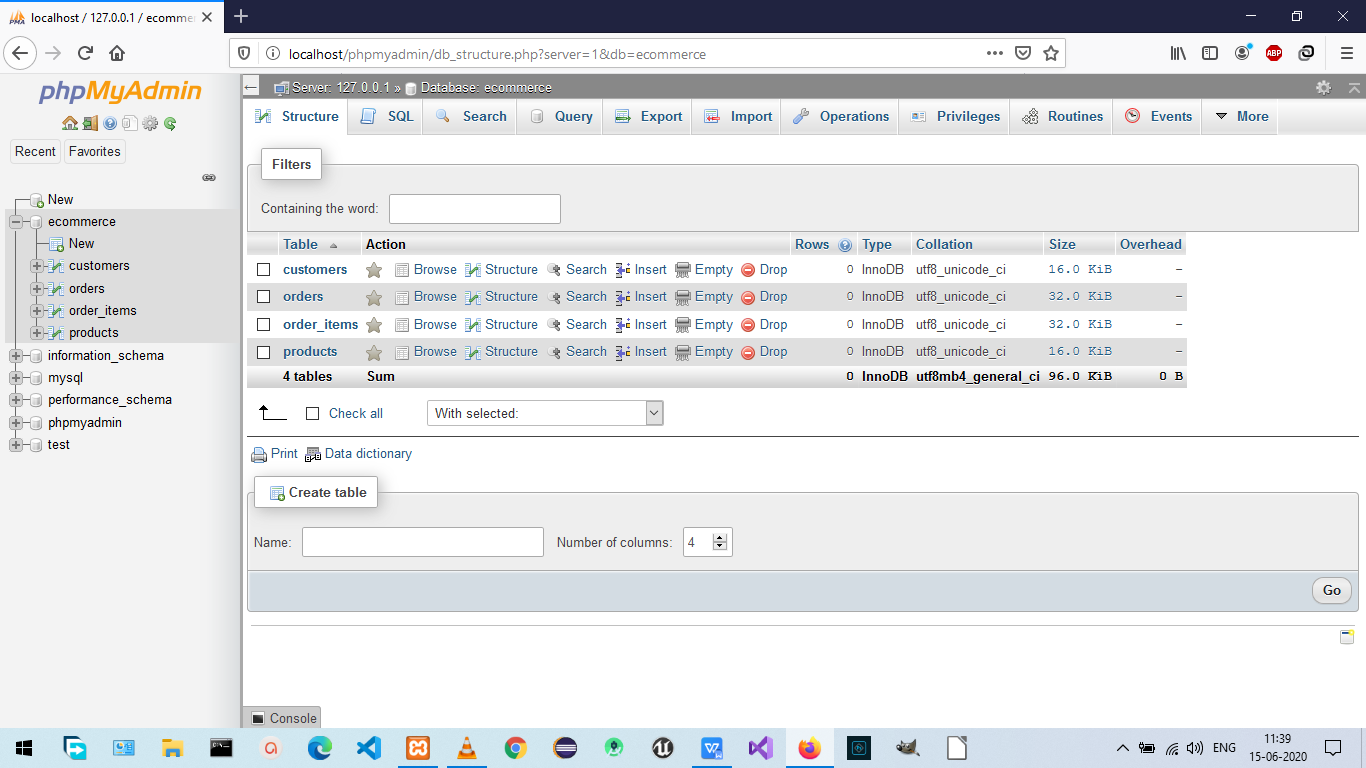 localhost / 127.0.0.1 / ecomme
localhost/phpmyadmin/db_structure.php?server=1&db=ecommerce
ABP
phpMyAdmin
Recent Favorites
New
ecommerce
New
customers
orders
order_items
products
information_schema
mysql
performance_schema
phpmyadmin
test
Server: 127.0.0.1 » Database: ecommerce
Structure SQL Search Query Export Import Operations Privileges Routines Events More
Filters
Containing the word:
Table Action Rows Type Collation Size Overhead
customers Browse Structure Search Insert Empty Drop 0 InnoDB utf8_unicode_ci 16.0 KiB -
orders Browse Structure Search Insert Empty Drop 0 InnoDB utf8_unicode_ci 32.0 KiB -
order_items Browse Structure Search Insert Empty Drop 0 InnoDB utf8_unicode_ci 32.0 KiB -
products Browse Structure Search Insert Empty Drop 0 InnoDB utf8_unicode_ci 16.0 KiB -
4 tables Sum 0 InnoDB utf8mb4_general_ci 96.0 KiB 0 B
Check all With selected:
Print Data dictionary
Create table
Name: Number of columns: 4
Go
Console
ENG
11:39
15-06-2020